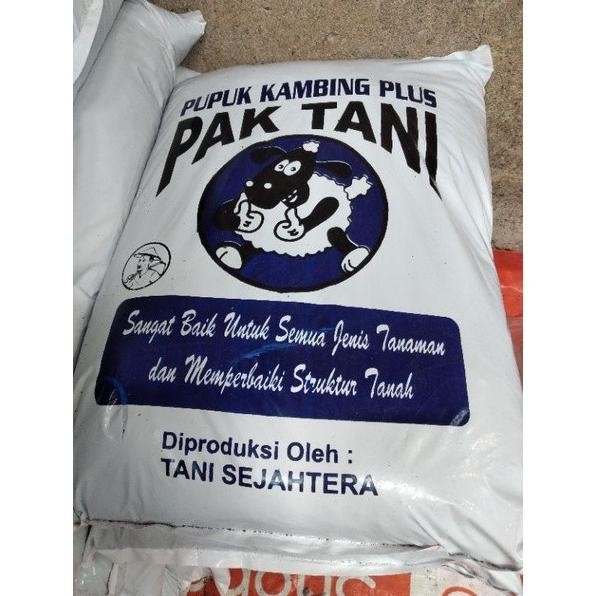 PUPUK KAMBING PLUS
PAK TANI
Sangat Baik Untuk Semua Jenis Tanaman
dan Memperbaiki Struktur Tanah
Diproduksi Oleh :
TANI SEJAHTERA